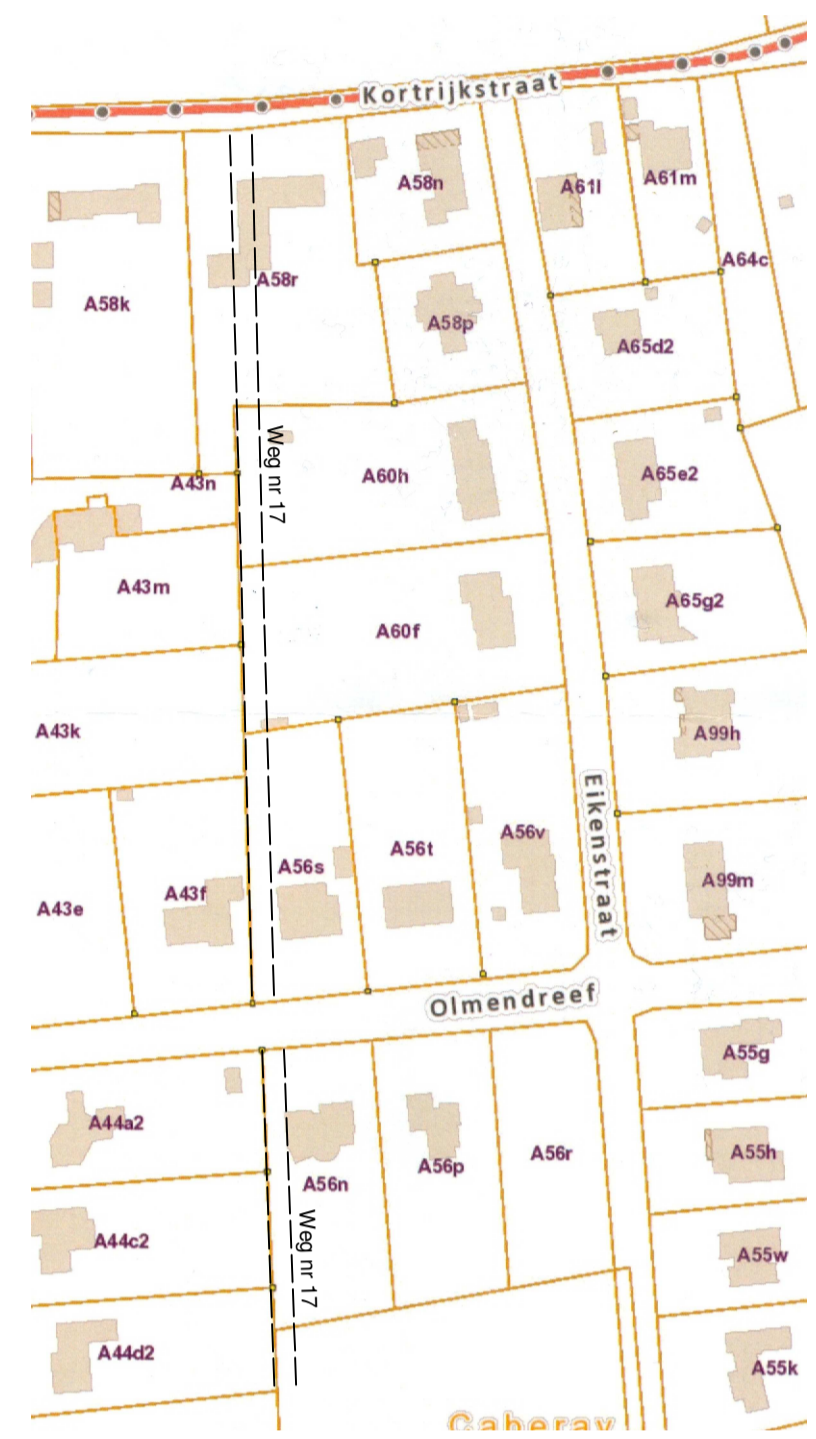 Kortrijkstraat
A58n
A61l
A61m
A58r
A64c
A58k
A58p
A65d2
A43n
Weg nr 17
A60h
A65e2
A43m
A60f
A65g2
A43k
A99h
A56s
A56t
A56v
Eikenstraat
A43e
A43f
A99m
Olmendreef
A44a2
A56n
A56p
A56r
A55g
A55h
A44c2
Weg nr 17
A55w
A44d2
A55k